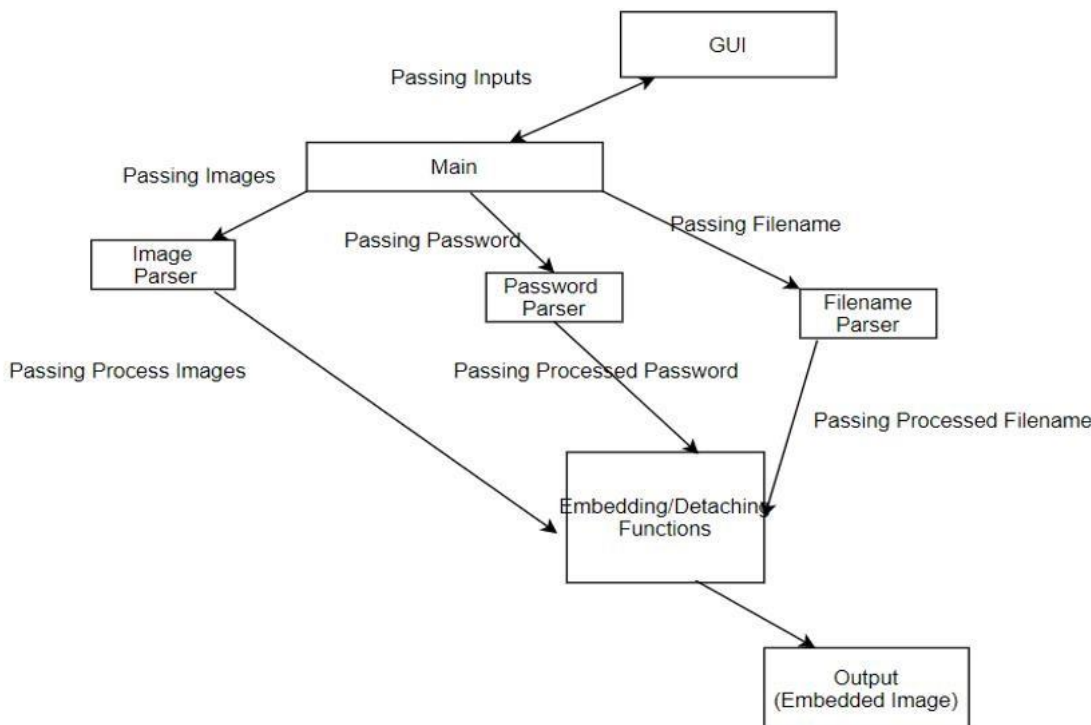 GUI
Passing Inputs
Main
Passing Images
Passing Password
Passing Filename
Image
Parser
Password
Parser
Filename
Parser
Passing Process Images
Passing Processed Password
Passing Processed Filename
Embedding/Detaching
Functions
Output
(Embedded Image)